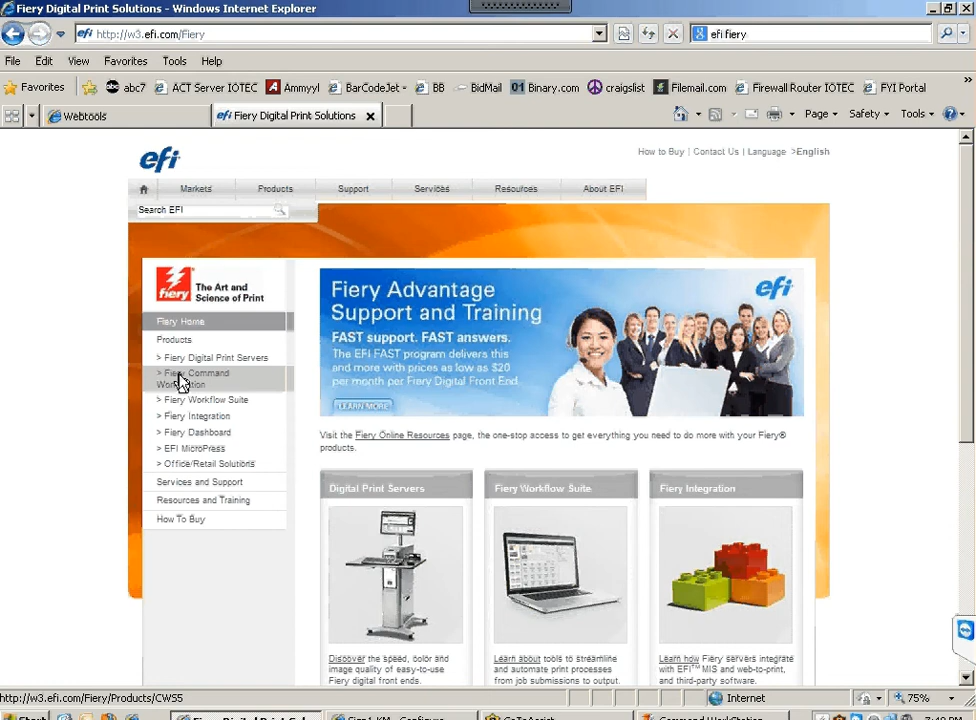 Fiery Digital Print Solutions - Windows Internet Explorer
efi http://w3.efi.com/Fiery
efi fiery
File Edit View Favorites Tools Help
Favorites abc7 ACT Server IOTEC Ammyyl BarCodeJet BB BidMail 01 Binary.com craigslist Filemail.com Firewall Router IOTEC FYI Portal »
Webtools
efi Fiery Digital Print Solutions
Page Safety Tools
efi
How to Buy | Contact Us | Language >English
Markets Products Support Services Resources About EFI
Search EFI
fiery
The Art and
Science of Print
Fiery Home
Products
> Fiery Digital Print Servers
> Fiery Command
> Fiery Workflow Suite
> Fiery Integration
> Fiery Dashboard
> EFI MicroPress
> Office/Retail Solutions
Services and Support
Resources and Training
How To Buy
efi
Fiery Advantage
Support and Training
FAST support. FAST answers.
The EFI FAST program delivers this
and more with prices as low as $20
per month per Fiery Digital Front End.
LEARN MORE
Visit the Fiery Online Resources page, the one-stop access to get everything you need to do more with your Fiery®
products.
Digital Print Servers
Discover the speed, color and
image quality of easy-to-use
Fiery digital front ends.
Fiery Workflow Suite
Learn about tools to streamline
and automate print processes
from job submissions to output.
Fiery Integration
Learn how Fiery servers integrate
with EFI™ MIS and web-to-print,
and third-party software.
http://w3.efi.com/Fiery/Products/CWS5
Internet
75%